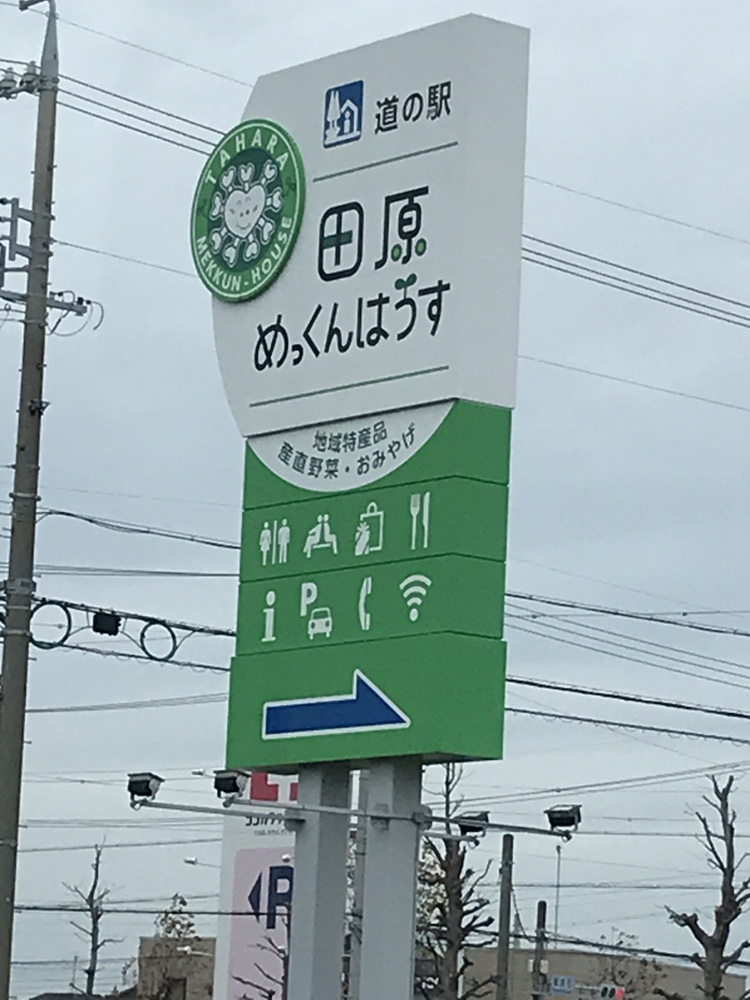 道の駅
TAHARA
MEKKUN-HOUSE
田原
めっくんはうす
地域特産品
産直野菜・おみやげ
i
P
P